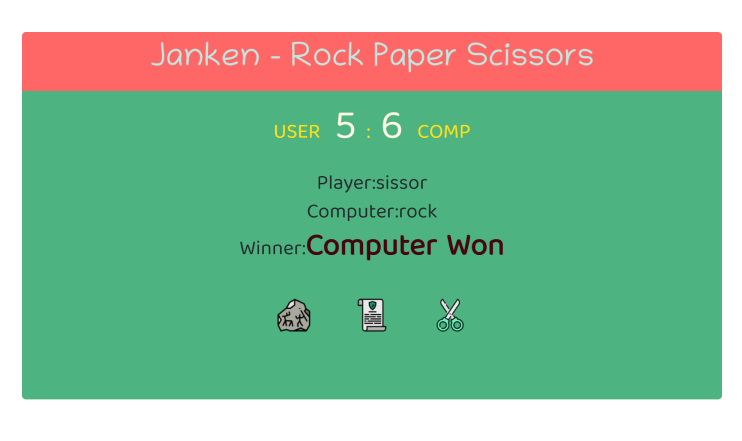 Janken - Rock Paper Scissors
USER 5 : 6 COMP
Player:sissor
Computer:rock
Winner:Computer Won